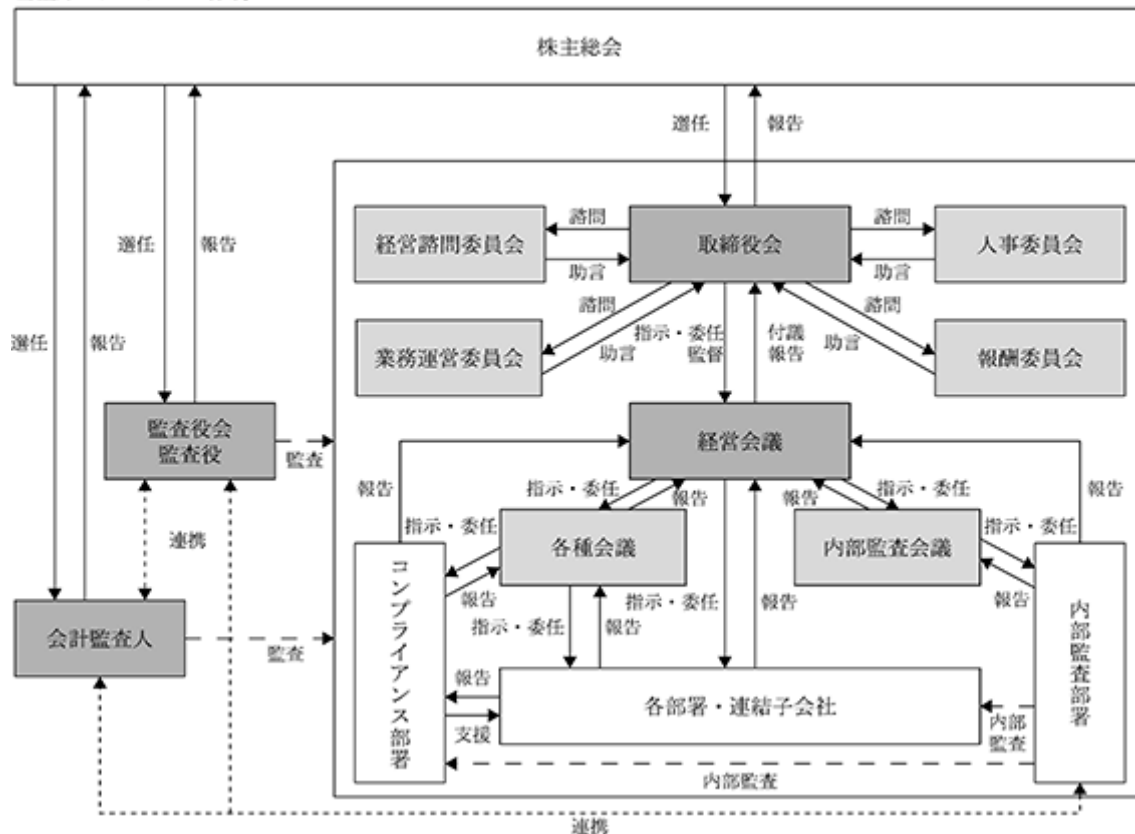 株主総会
選任
報告
選任
報告
選任
報告
経営諮問委員会
諮問
助言
取締役会
諮問
助言
人事委員会
業務運営委員会
諮問
助言
指示・委任
監督
付議
報告
諮問
助言
報酬委員会
監査役会
監査役
監査
経営会議
報告
指示・委任
報告
報告
指示・委任
報告
連携
指示・委任
報告
各種会議
内部監査会議
指示・委任
報告
コンプライアンス部署
内部監査部署
会計監査人
監査
指示・委任
報告
指示・委任
報告
報告
支援
各部署・連結子会社
内部
監査
内部監査
連携